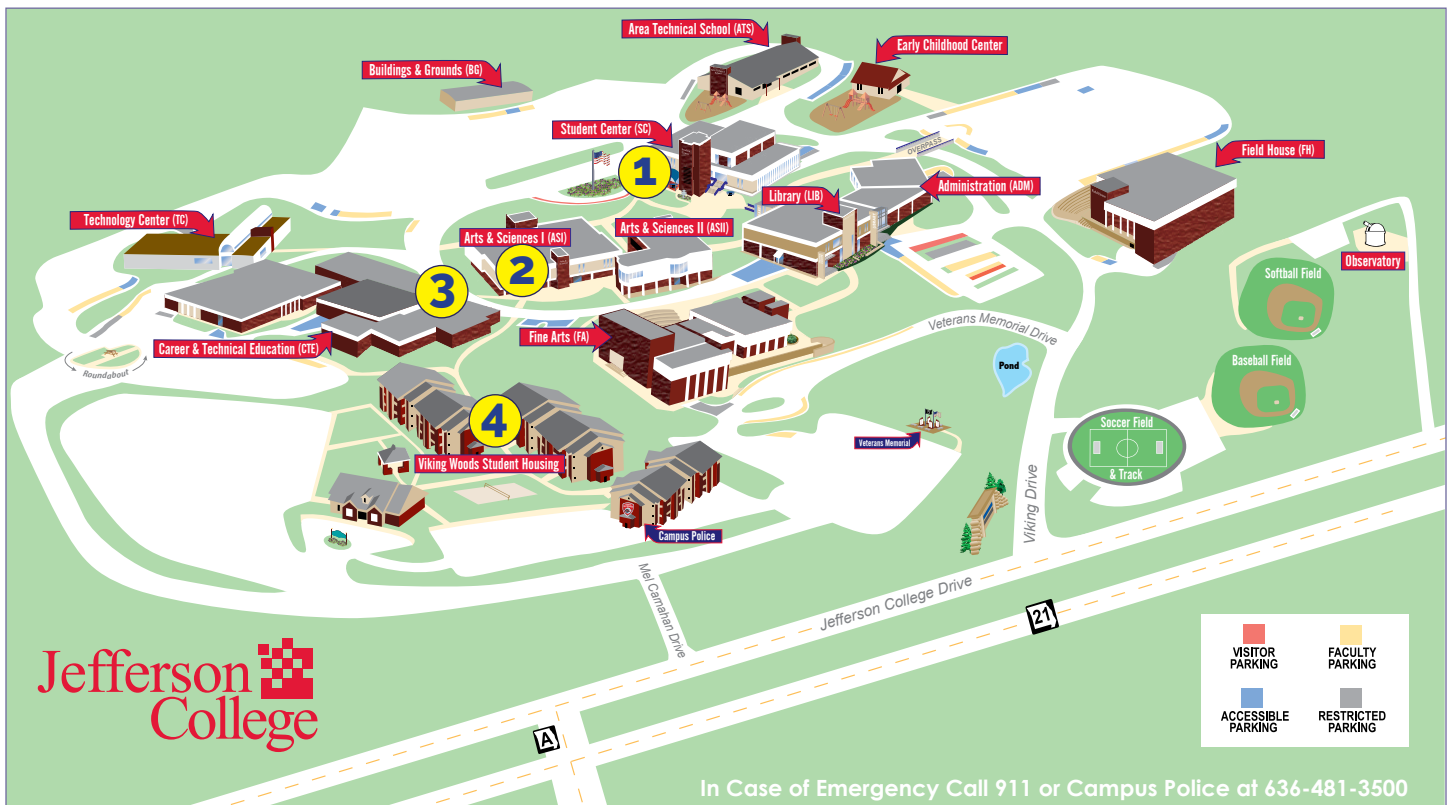 Area Technical School (ATS)
Early Childhood Center
Buildings & Grounds (BG)
Student Center (SC)
OVERPASS
Field House (FH)
1
Administration (ADM)
Library (LIB)
Technology Center (TC)
Arts & Sciences I (ASI)
Arts & Sciences II (ASII)
2
Observatory
Softball Field
3
Fine Arts (FA)
Veterans Memorial Drive
Career & Technical Education (CTE)
Roundabout
Pond
Baseball Field
4
Soccer Field
& Track
Veterans Memorial
Viking Woods Student Housing
Viking Drive
Campus Police
Mel Carnahan Drive
Jefferson College Drive
21
A
Jefferson
College
VISITOR
PARKING
FACULTY
PARKING
ACCESSIBLE
PARKING
RESTRICTED
PARKING
In Case of Emergency Call 911 or Campus Police at 636-481-3500